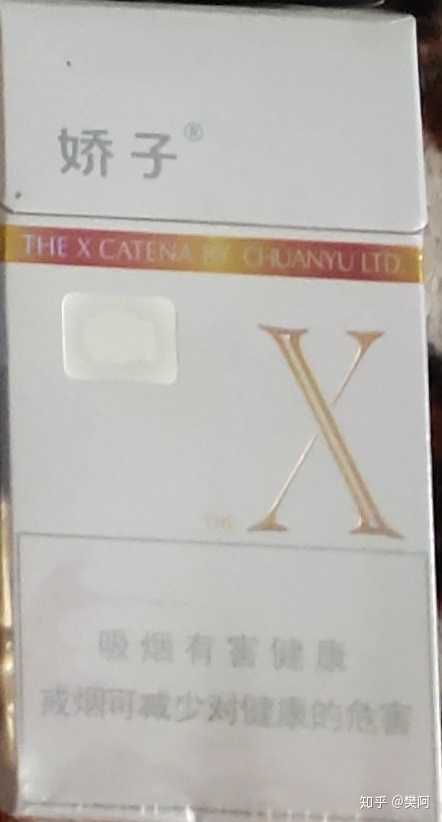 娇子®
THE X CATENA BY CHUANYU LTD.
X
THE
吸烟有害健康
戒烟可减少对健康的危害
知乎 @樊阿